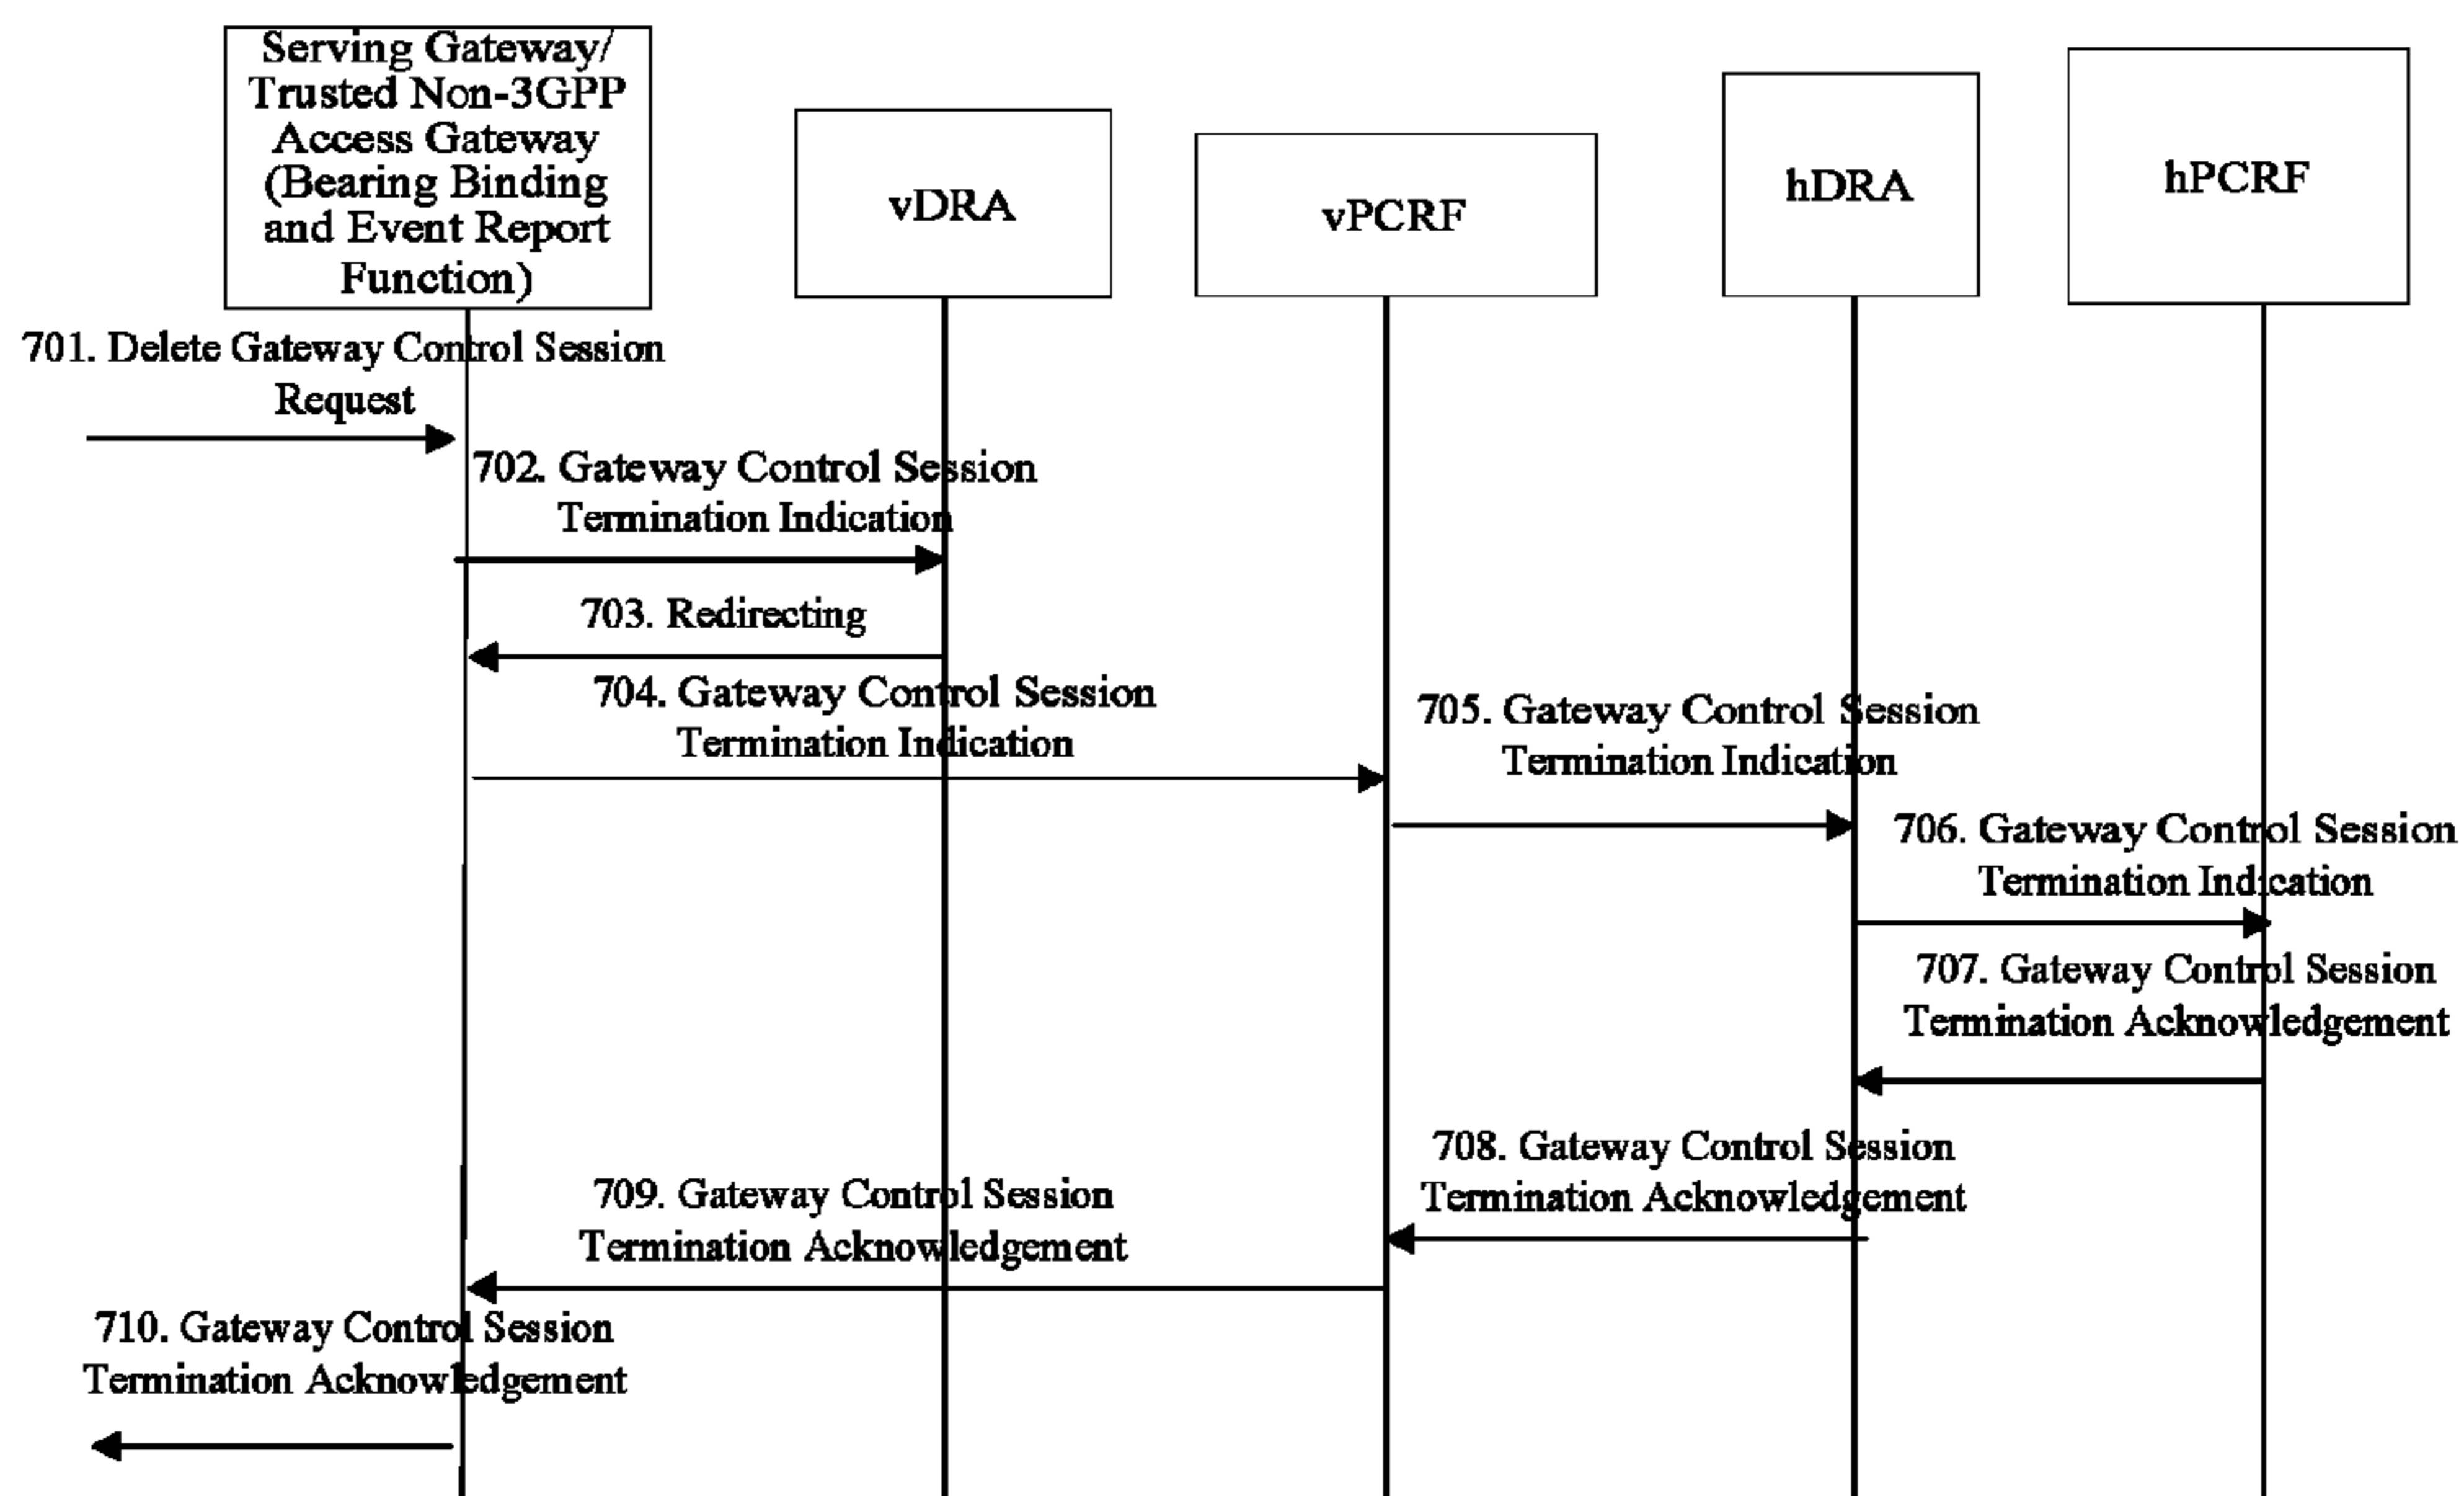 Serving Gateway/
Trusted Non-3GPP
Access Gateway
(Bearing Binding
and Event Report
Function)
vDRA
vPCRF
hDRA
hPCRF
701. Delete Gateway Control Session
Request
702. Gateway Control Session
Termination Indication
703. Redirecting
704. Gateway Control Session
Termination Indication
705. Gateway Control Session
Termination Indication
706. Gateway Control Session
Termination Indication
707. Gateway Control Session
Termination Acknowledgement
708. Gateway Control Session
Termination Acknowledgement
709. Gateway Control Session
Termination Acknowledgement
710. Gateway Control Session
Termination Acknowledgement